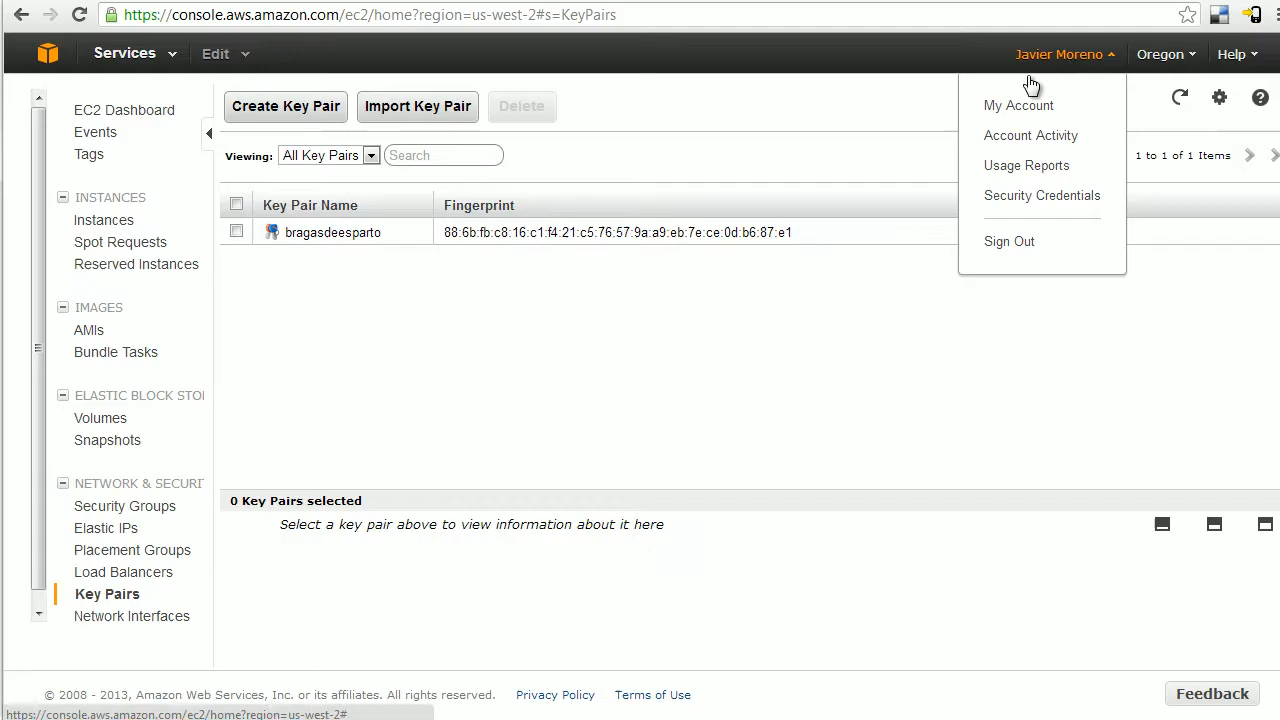 https://console.aws.amazon.com/ec2/home?region=us-west-2#s=KeyPairs
Services Edit Javier Moreno Oregon Help
EC2 Dashboard
Events
Tags
INSTANCES
Instances
Spot Requests
Reserved Instances
IMAGES
AMIs
Bundle Tasks
ELASTIC BLOCK STO
Volumes
Snapshots
NETWORK & SECURI
Security Groups
Elastic IPs
Placement Groups
Load Balancers
Key Pairs
Network Interfaces
Create Key Pair Import Key Pair Delete
Viewing: All Key Pairs Search
1 to 1 of 1 Items
Key Pair Name Fingerprint
bragasdeesparto 88:6b:fb:c8:16:c1:f4:21:c5:76:57:9a:a9:eb:7e:ce:0d:b6:87:e1
My Account
Account Activity
Usage Reports
Security Credentials
Sign Out
0 Key Pairs selected
Select a key pair above to view information about it here
© 2008 - 2013, Amazon Web Services, Inc. or its affiliates. All rights reserved. Privacy Policy Terms of Use
Feedback
https://console.aws.amazon.com/ec2/home?region=us-west-2#